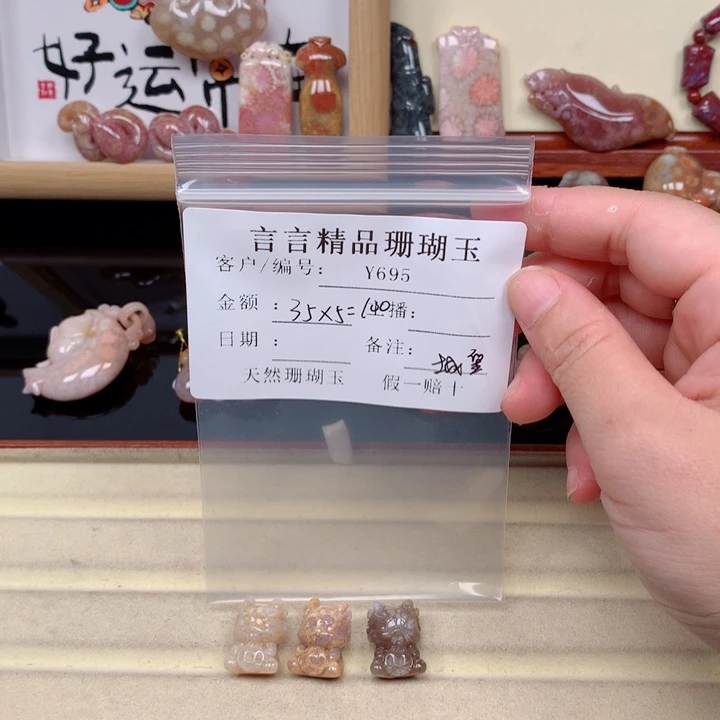 好运
言言精品珊瑚玉
客户/编号: Y695
金额: 35X5=140 主播:
日期: 备注:
天然珊瑚玉 假一赔十